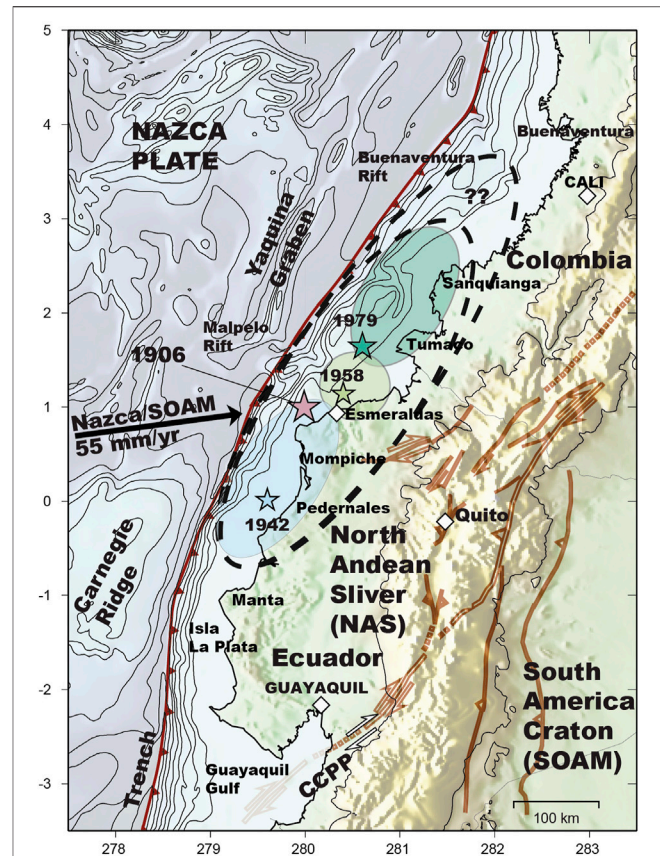 5
4
3
2
1
0
-1
-2
-3
278
279
280
281
282
283
NAZCA
PLATE
Buenaventura
Buenaventura
Rift
CALI
??
Yaquina
Graben
Colombia
Sanquianga
1979
Malpelo
Rift
Tumaco
1906
1958
Nazca/SOAM
55 mm/yr
Esmeraldas
Mompiche
Pedernales
1942
Quito
North
Andean
Sliver
(NAS)
Carnegie
Ridge
Manta
Isla
La Plata
Ecuador
GUAYAQUIL
South
America
Craton
(SOAM)
Trench
Guayaquil
Gulf
CCPP
100 km